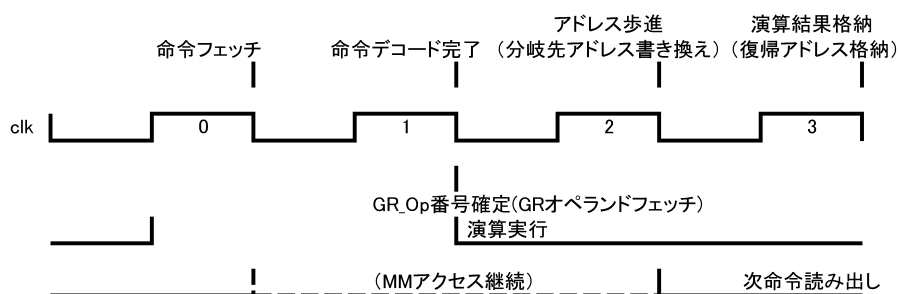 アドレス歩進
演算結果格納
命令フェッチ
命令デコード完了
(分岐先アドレス書き換え)
(復帰アドレス格納)
clk
0
1
2
3
GR_Op番号確定(GRオペランドフェッチ)
演算実行
(MMアクセス継続)
次命令読み出し